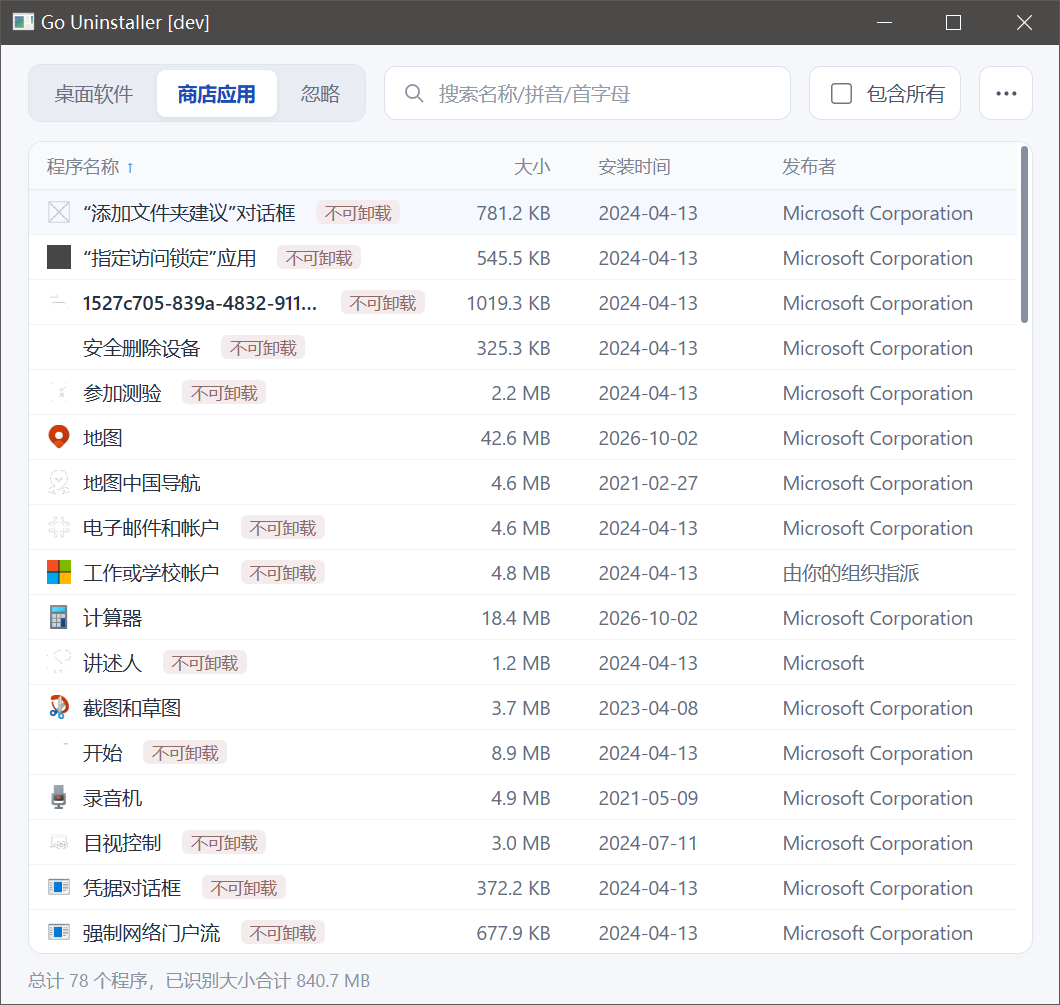 Go Uninstaller [dev]
桌面软件 商店应用 忽略 搜索名称/拼音/首字母 包含所有 ...
程序名称 ↑ 大小 安装时间 发布者
“添加文件夹建议”对话框 不可卸载 781.2 KB 2024-04-13 Microsoft Corporation
“指定访问锁定”应用 不可卸载 545.5 KB 2024-04-13 Microsoft Corporation
1527c705-839a-4832-911... 不可卸载 1019.3 KB 2024-04-13 Microsoft Corporation
安全删除设备 不可卸载 325.3 KB 2024-04-13 Microsoft Corporation
参加测验 不可卸载 2.2 MB 2024-04-13 Microsoft Corporation
地图 42.6 MB 2026-10-02 Microsoft Corporation
地图中国导航 4.6 MB 2021-02-27 Microsoft Corporation
电子邮件和帐户 不可卸载 4.6 MB 2024-04-13 Microsoft Corporation
工作或学校帐户 不可卸载 4.8 MB 2024-04-13 由你的组织指派
计算器 18.4 MB 2026-10-02 Microsoft Corporation
讲述人 不可卸载 1.2 MB 2024-04-13 Microsoft
截图和草图 3.7 MB 2023-04-08 Microsoft Corporation
开始 不可卸载 8.9 MB 2024-04-13 Microsoft Corporation
录音机 4.9 MB 2021-05-09 Microsoft Corporation
目视控制 不可卸载 3.0 MB 2024-07-11 Microsoft Corporation
凭据对话框 不可卸载 372.2 KB 2024-04-13 Microsoft Corporation
强制网络门户流 不可卸载 677.9 KB 2024-04-13 Microsoft Corporation
总计 78 个程序，已识别大小合计 840.7 MB